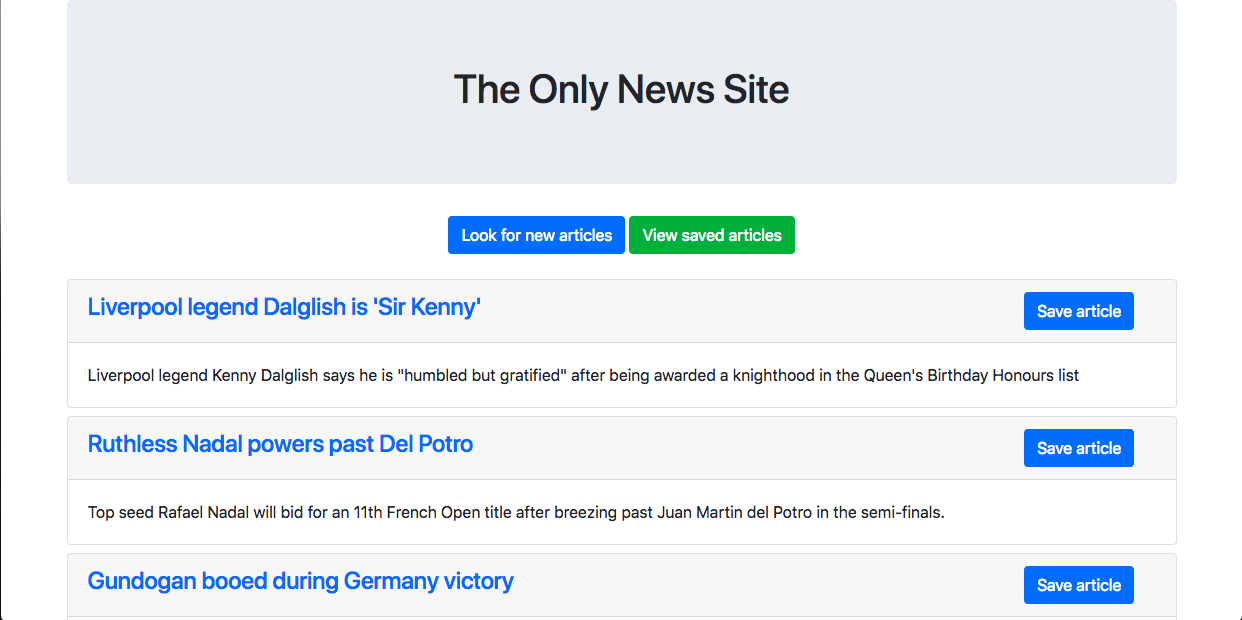 The Only News Site
Look for new articles View saved articles
Liverpool legend Dalglish is 'Sir Kenny' Save article
Liverpool legend Kenny Dalglish says he is "humbled but gratified" after being awarded a knighthood in the Queen's Birthday Honours list
Ruthless Nadal powers past Del Potro Save article
Top seed Rafael Nadal will bid for an 11th French Open title after breezing past Juan Martin del Potro in the semi-finals.
Gundogan booed during Germany victory Save article